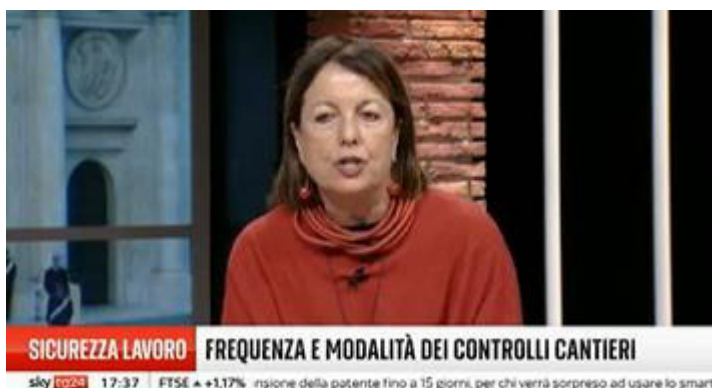 SICUREZZA LAVORO FREQUENZA E MODALITÀ DEI CONTROLLI CANTIERI
sky tg24 17:37 FTSE ▲ +1.17% nsione della patente fino a 15 giorni, per chi verrà sorpreso ad usare lo smar